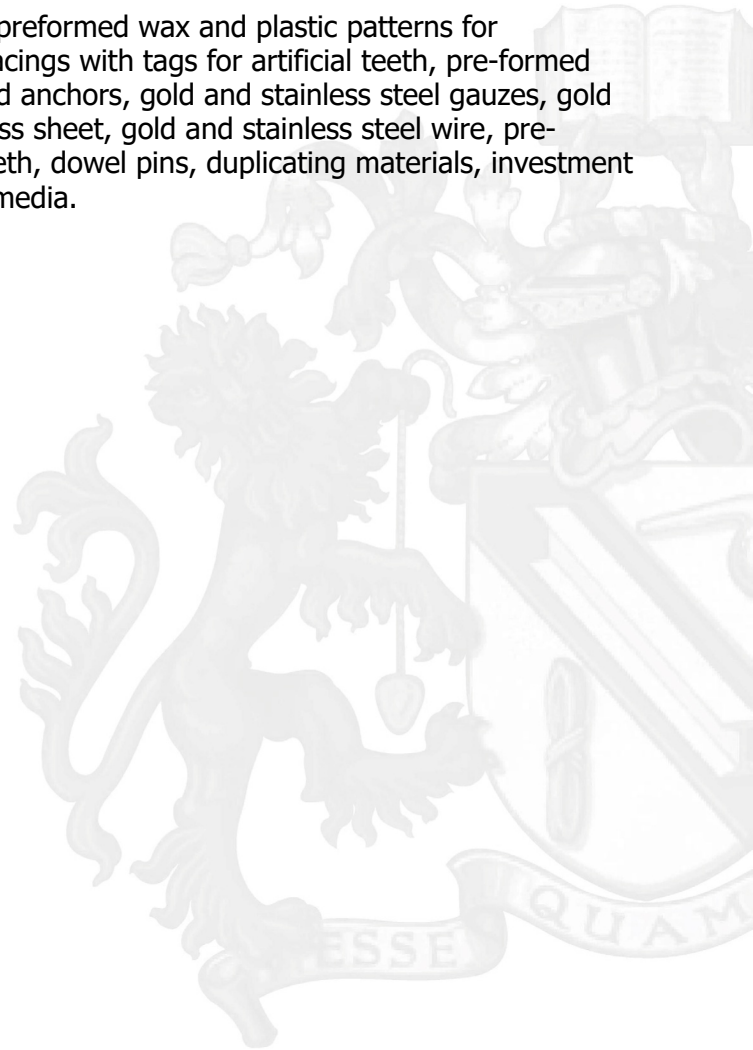 preformed wax and plastic patterns for
acings with tags for artificial teeth, pre-formed
d anchors, gold and stainless steel gauzes, gold
ss sheet, gold and stainless steel wire, pre-
eth, dowel pins, duplicating materials, investment
media.
ESSE
QUAM